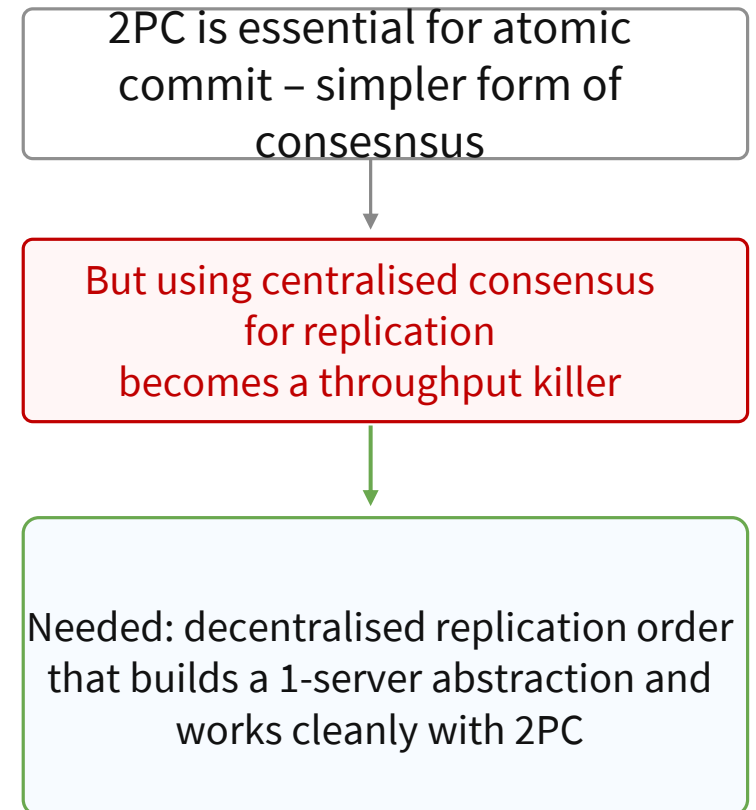 2PC is essential for atomic
commit – simpler form of
consesnsus
But using centralised consensus
for replication
becomes a throughput killer
Needed: decentralised replication order
that builds a 1-server abstraction and
works cleanly with 2PC